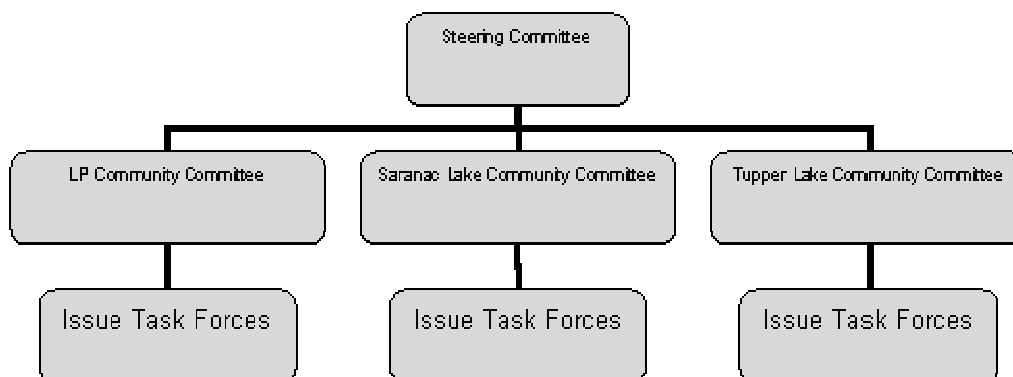 Steering Committee
LP Community Committee
Saranac Lake Community Committee
Tupper Lake Community Committee
Issue Task Forces
Issue Task Forces
Issue Task Forces